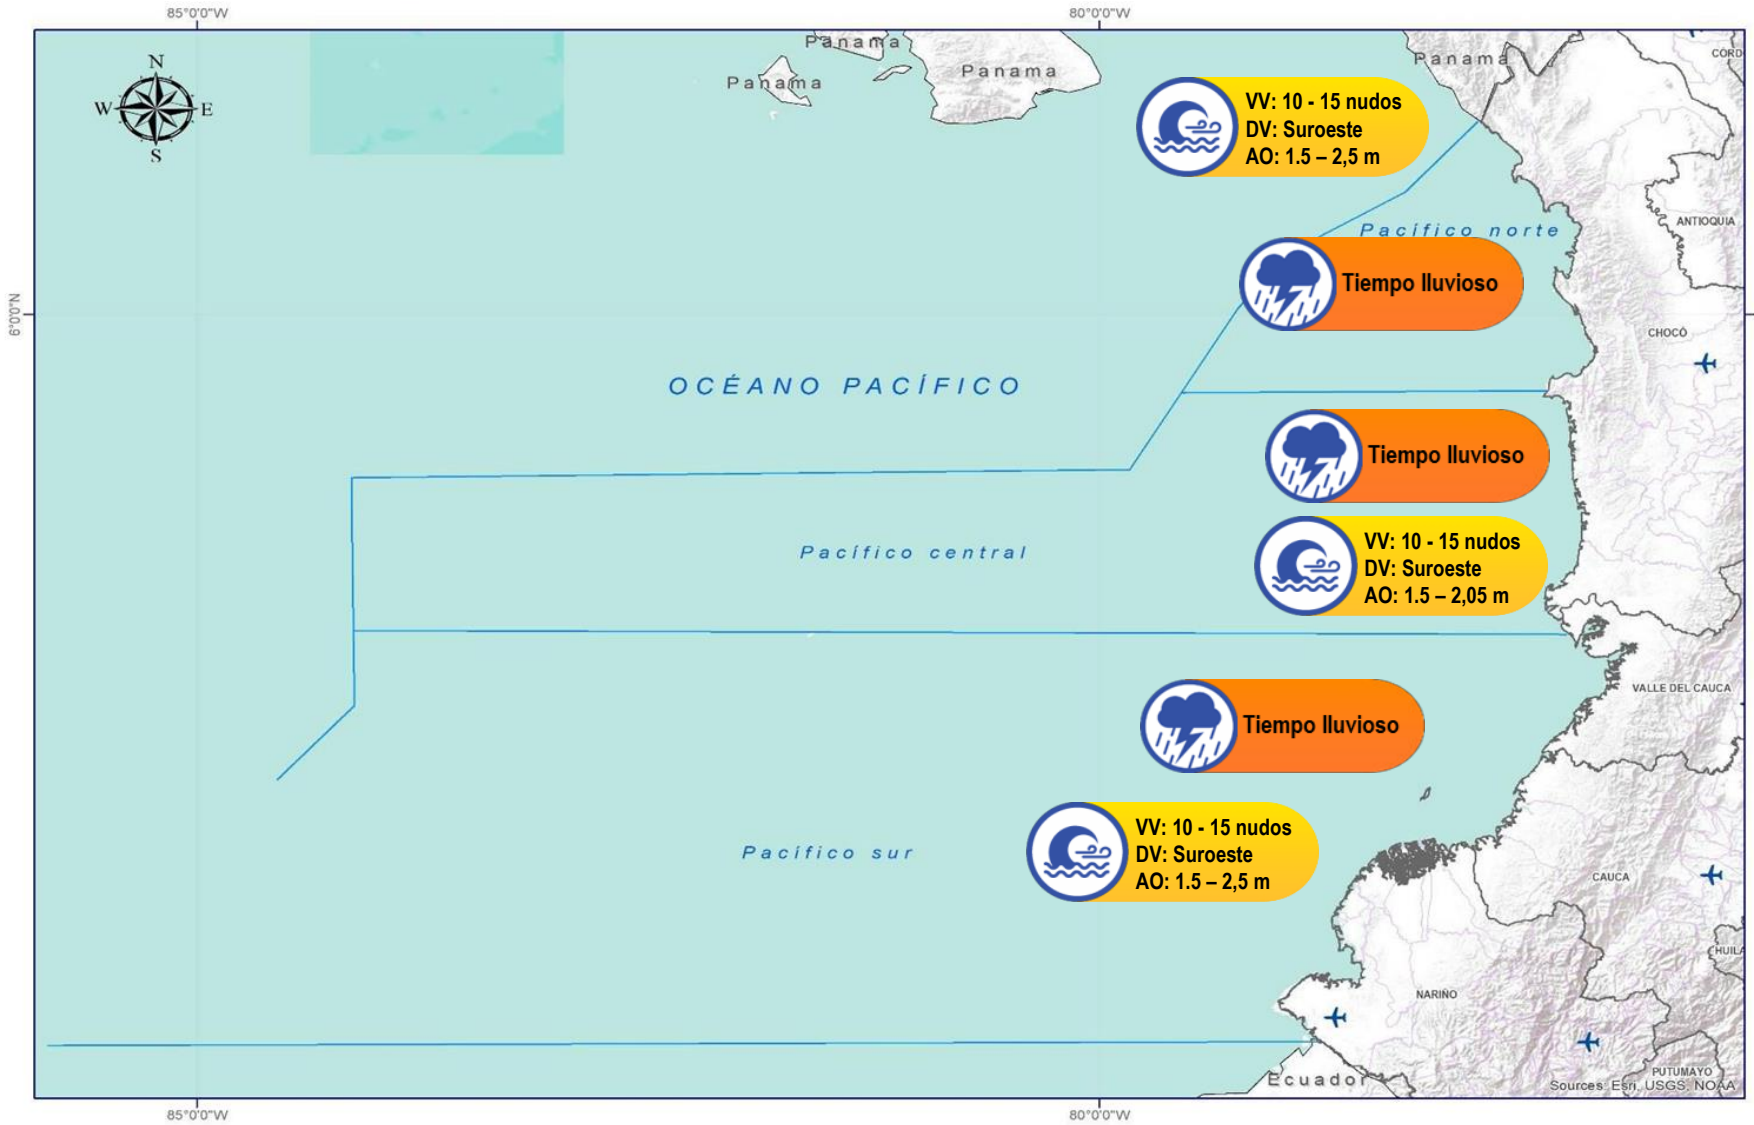 85°0'0"W
80°0'0"W
Panama
Panama
Panama
Panama
CÓRD
N
W
E
S
VV: 10 - 15 nudos
DV: Suroeste
AO: 1.5 – 2,5 m
ANTIOQUIA
Pacífico norte
Tiempo lluvioso
6°0'0"N
CHOCÓ
OCÉANO PACÍFICO
Tiempo lluvioso
Pacífico central
VV: 10 - 15 nudos
DV: Suroeste
AO: 1.5 – 2,05 m
VALLE DEL CAUCA
Tiempo lluvioso
VV: 10 - 15 nudos
DV: Suroeste
AO: 1.5 – 2,5 m
Pacífico sur
CAUCA
HUILA
NARIÑO
Ecuador
PUTUMAYO
Sources: Esri, USGS, NOAA
85°0'0"W
80°0'0"W